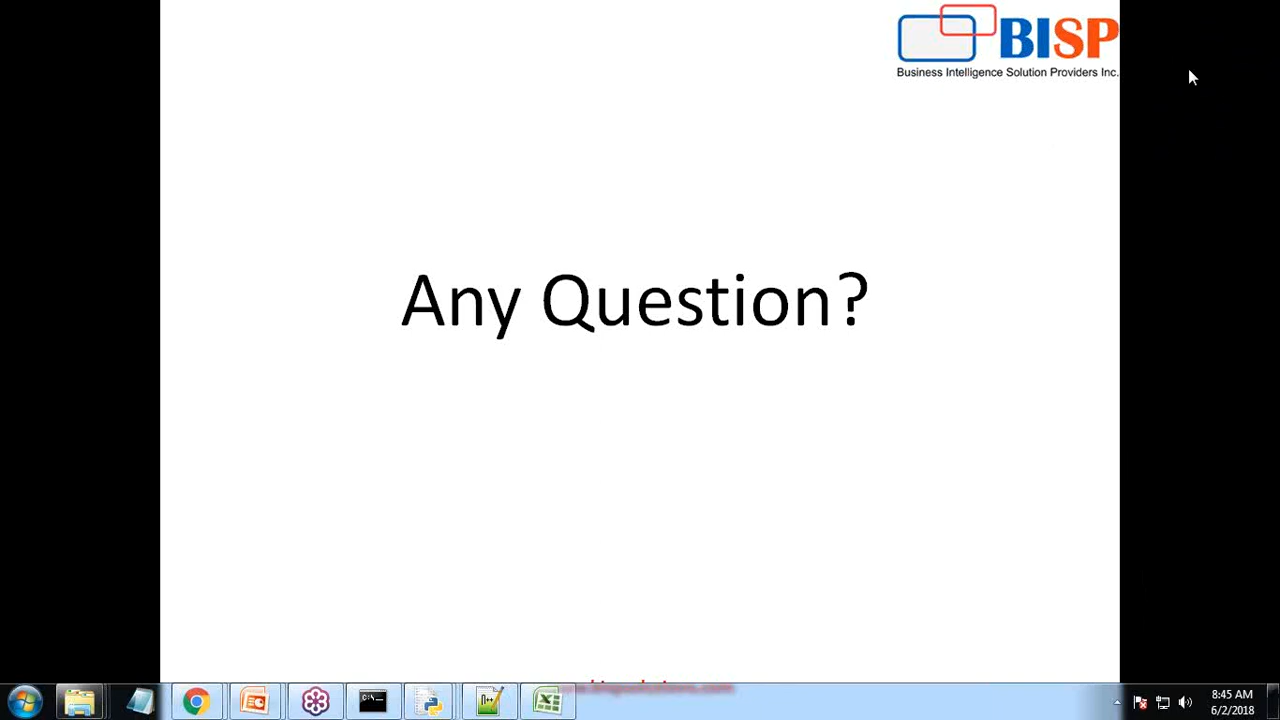 BISP
Business Intelligence Solution Providers Inc.
Any Question?
8:45 AM
6/2/2018